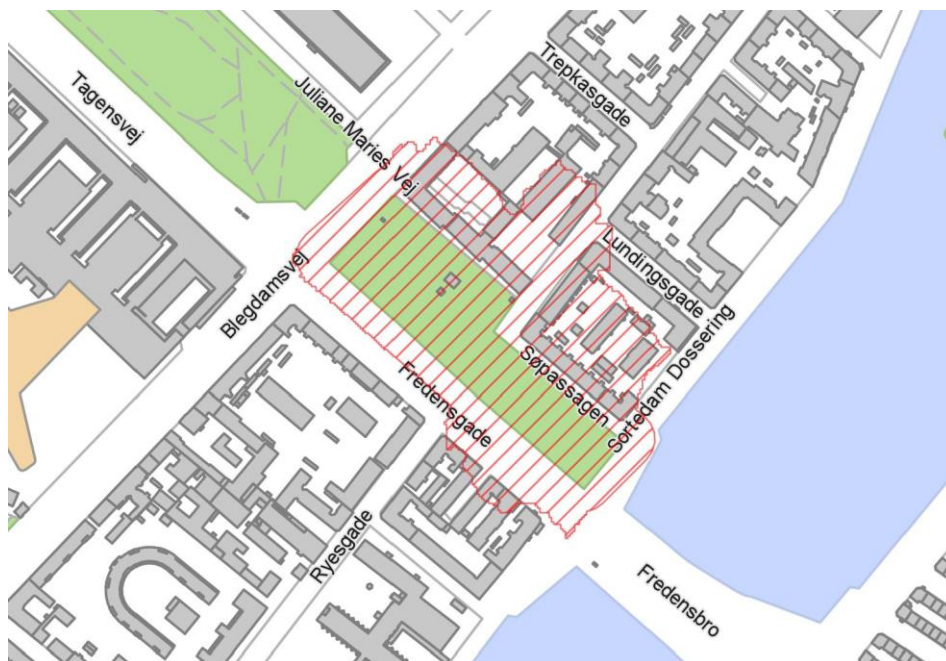 Trepkasgade
Tagensvej
Juliane Maries Vej
Blegdamsvej
Lundingsgade
Søpassagen
Sortedam Dossering
Fredensgade
Ryesgade
Fredensbro